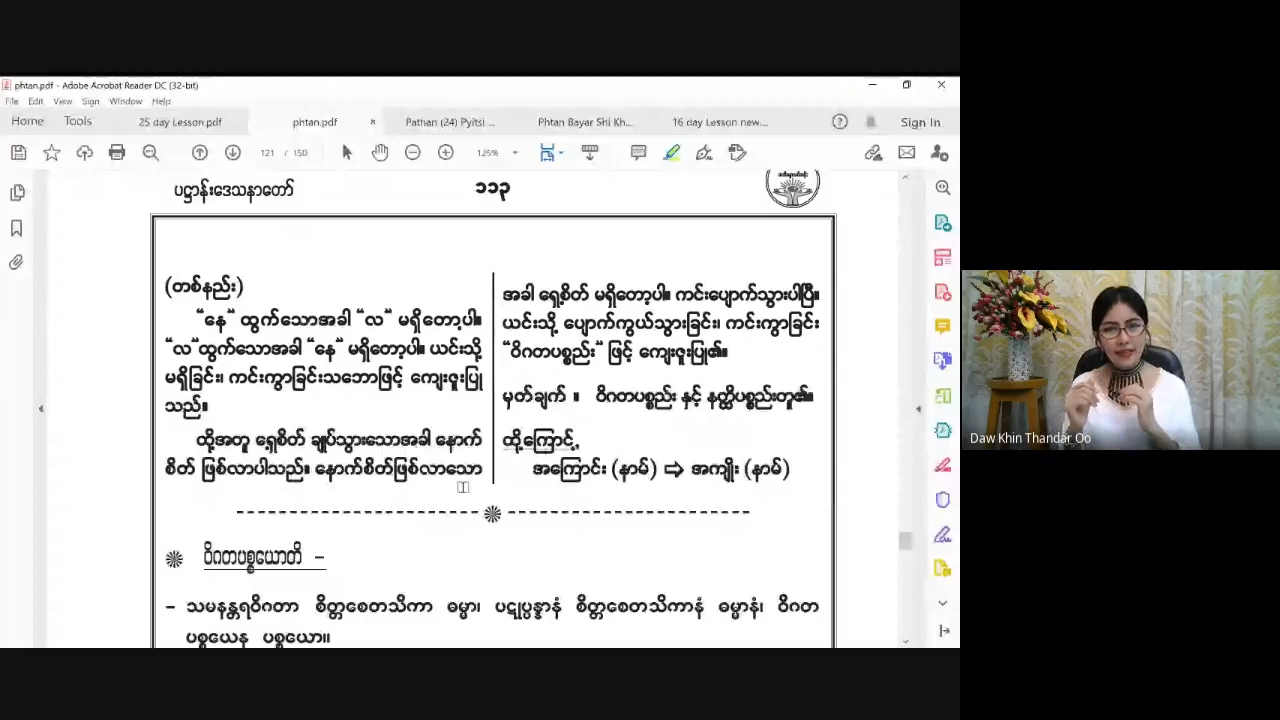 phtan.pdf - Adobe Acrobat Reader DC (32-bit)
File Edit View Sign Window Help
Home Tools 25 day Lesson.pdf phtan.pdf × Pathan (24) Pyitsi ... Phtan Bayar Shi Kh... 16 day Lesson new... Sign In
121 / 150 125%
ပဋ္ဌာန်းဒေသနာတော် ၁၁၃
(တစ်နည်း)
“နေ” ထွက်သောအခါ “လ” မရှိတော့ပါ။
“လ”ထွက်သောအခါ “နေ” မရှိတော့ပါ။ ယင်းသို့
မရှိခြင်း၊ ကင်းကွာခြင်းသဘောဖြင့် ကျေးဇူးပြု
သည်။
ထို့အတူ ရှေ့စိတ် ချုပ်သွားသောအခါ နောက်
စိတ် ဖြစ်လာပါသည်။ နောက်စိတ်ဖြစ်လာသော
အခါ ရှေ့စိတ် မရှိတော့ပါ။ ကင်းပျောက်သွားပါပြီ။
ယင်းသို့ ပျောက်ကွယ်သွားခြင်း၊ ကင်းကွာခြင်း
“ဝိဂတပစ္စည်း” ဖြင့် ကျေးဇူးပြု၏။
မှတ်ချက် ။ ဝိဂတပစ္စည်း နှင့် နတ္ထိပစ္စည်းတူ၏။
ထို့ကြောင့်,
အကြောင်း (နာမ်) ⇨ အကျိုး (နာမ်)
ဝိဂတပစ္စယောတိ –
– သမနန္တရဝိဂတာ စိတ္တစေတသိကာ ဓမ္မာ၊ ပဋုပ္ပန္နာနံ စိတ္တစေတသိကာနံ ဓမ္မာနံ၊ ဝိဂတ
ပစ္စယေန ပစ္စယော။
Daw Khin Thandar Oo